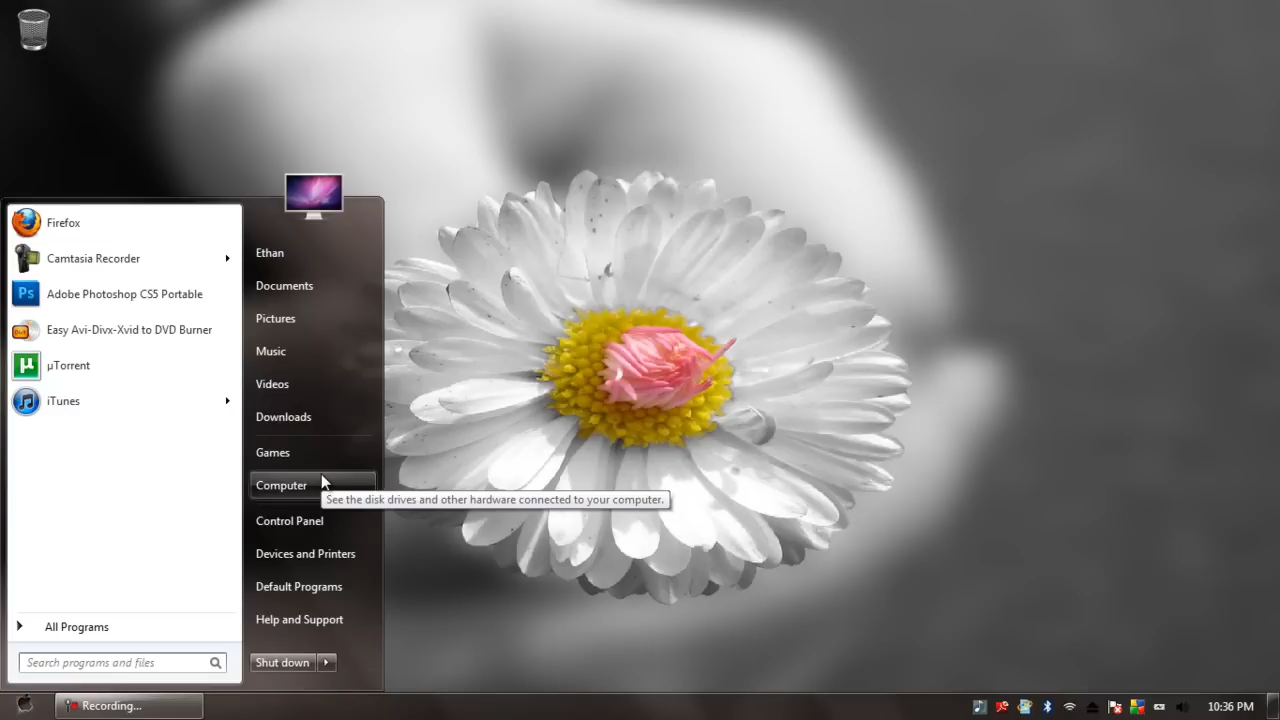 Firefox
Camtasia Recorder
Ps
Adobe Photoshop CS5 Portable
Easy Avi-Divx-Xvid to DVD Burner
µ
µTorrent
iTunes
All Programs
Search programs and files
Ethan
Documents
Pictures
Music
Videos
Downloads
Games
Computer
See the disk drives and other hardware connected to your computer.
Control Panel
Devices and Printers
Default Programs
Help and Support
Shut down
Recording...
10:36 PM